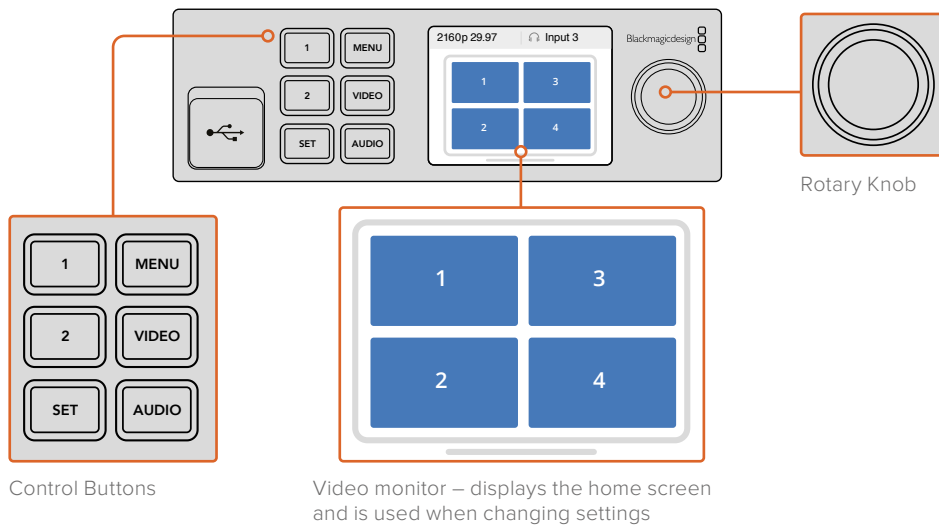 1 MENU
2 VIDEO
SET AUDIO
2160p 29.97 Input 3
1 3
2 4
Blackmagicdesign
Rotary Knob
1 MENU
2 VIDEO
SET AUDIO
Control Buttons
1 3
2 4
Video monitor – displays the home screen
and is used when changing settings